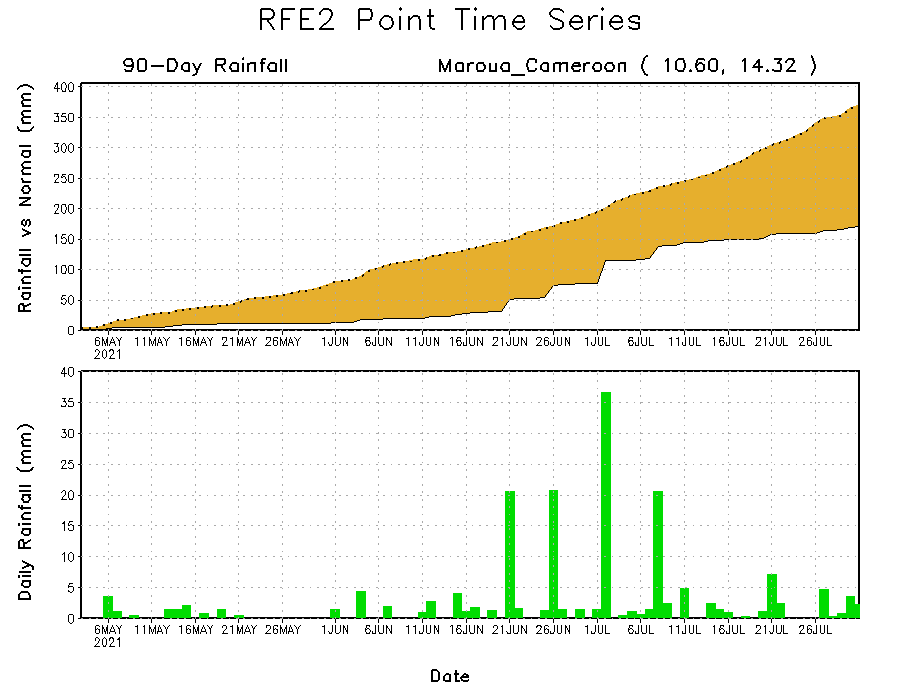 RFE2 Point Time Series
90-Day Rainfall
Maroua_Cameroon ( 10.60, 14.32 )
Rainfall vs Normal (mm)
400
350
300
250
200
150
100
50
0
6MAY 11MAY 16MAY 21MAY 26MAY 1JUN 6JUN 11JUN 16JUN 21JUN 26JUN 1JUL 6JUL 11JUL 16JUL 21JUL 26JUL
2021
Daily Rainfall (mm)
40
35
30
25
20
15
10
5
0
6MAY 11MAY 16MAY 21MAY 26MAY 1JUN 6JUN 11JUN 16JUN 21JUN 26JUN 1JUL 6JUL 11JUL 16JUL 21JUL 26JUL
2021
Date